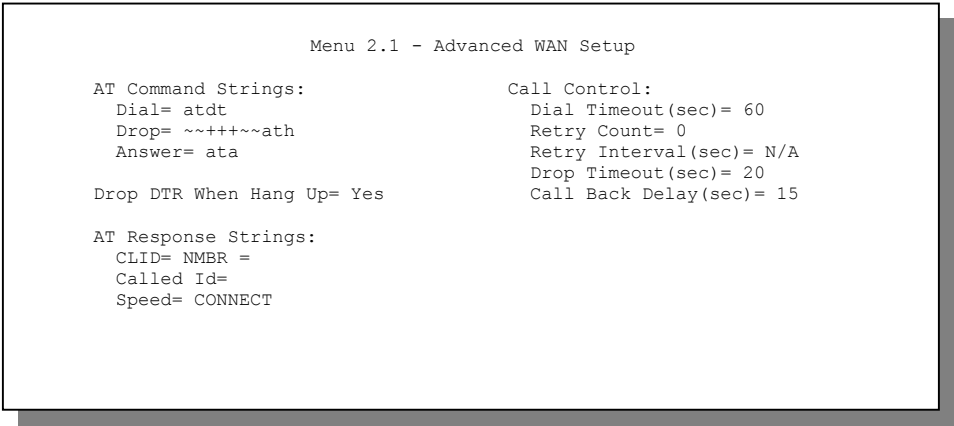 Menu 2.1 - Advanced WAN Setup
AT Command Strings:                  Call Control:
  Dial= atdt                           Dial Timeout(sec)= 60
  Drop= ~~+++~~ath                     Retry Count= 0
  Answer= ata                          Retry Interval(sec)= N/A
                                       Drop Timeout(sec)= 20
Drop DTR When Hang Up= Yes             Call Back Delay(sec)= 15
AT Response Strings:
  CLID= NMBR =
  Called Id=
  Speed= CONNECT